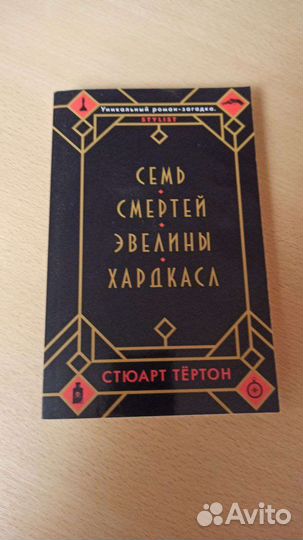 Уникальный роман-загадка.
STYLIST
СЕМЬ
СМЕРТЕЙ
ЭВЕЛИНЫ
ХАРДКАСЛ
СТЮАРТ ТЁРТОН
Avito